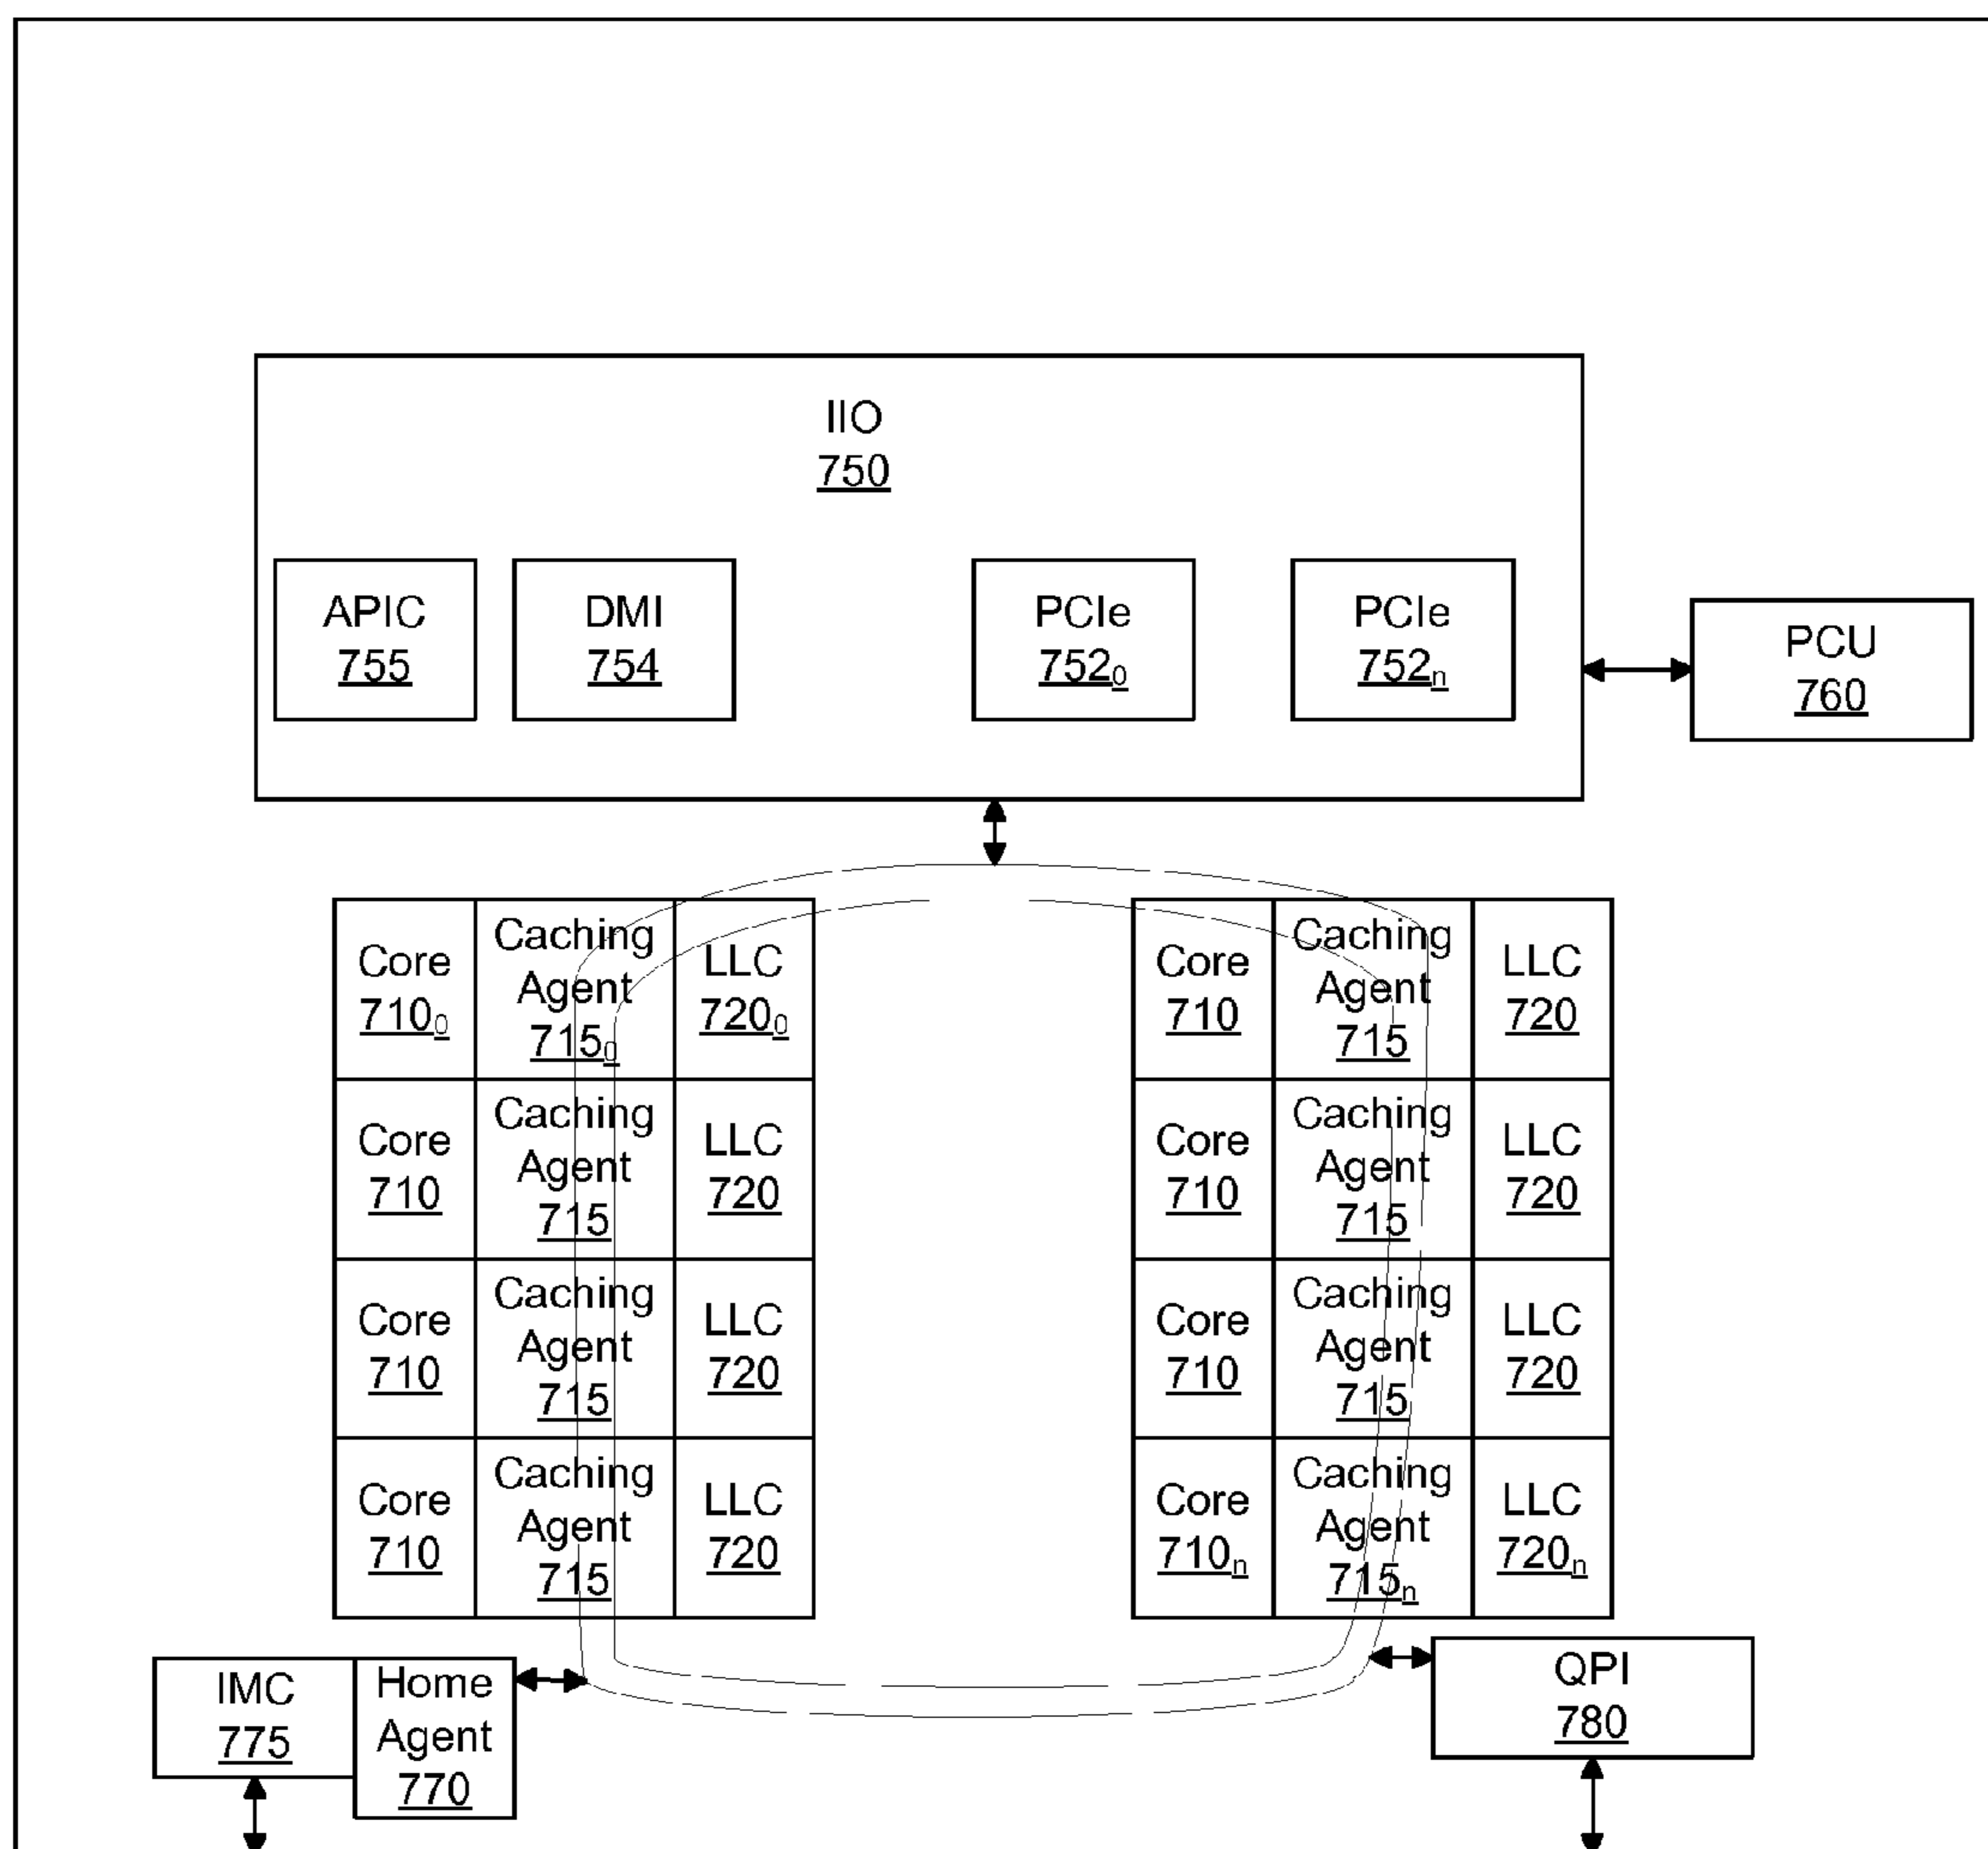 IIO
750
APIC
755
DMI
754
PCIe
752₀
PCIe
752ₙ
PCU
760
Core
710₀
Caching
Agent
715₀
LLC
720₀
Core
710
Caching
Agent
715
LLC
720
Core
710
Caching
Agent
715
LLC
720
Core
710
Caching
Agent
715
LLC
720
Core
710
Caching
Agent
715
LLC
720
Core
710
Caching
Agent
715
LLC
720
Core
710
Caching
Agent
715
LLC
720
Core
710ₙ
Caching
Agent
715ₙ
LLC
720ₙ
IMC
775
Home
Agent
770
QPI
780